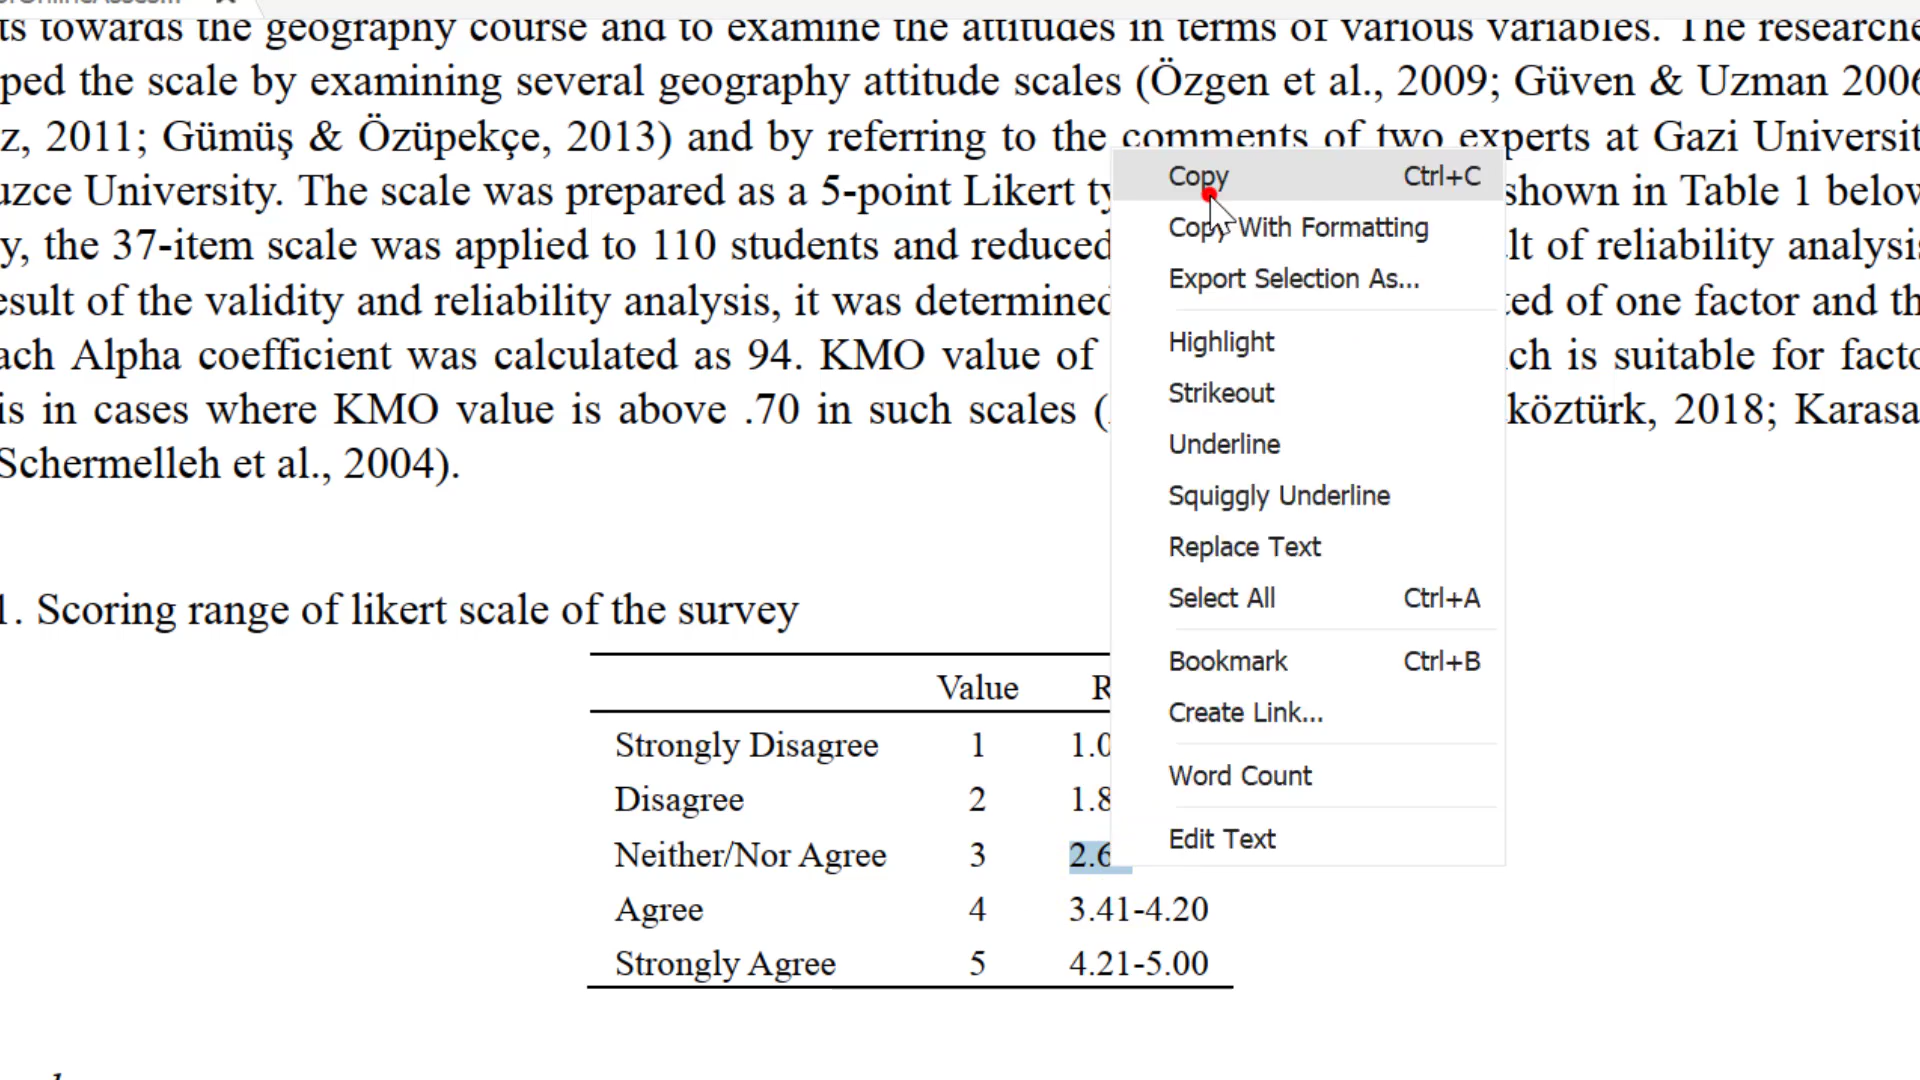 ts towards the geography course and to examine the attitudes in terms of various variables. The researche
ped the scale by examining several geography attitude scales (Özgen et al., 2009; Güven & Uzman 2006
z, 2011; Gümüş & Özüpekçe, 2013) and by referring to the comments of two experts at Gazi Universit
uzce University. The scale was prepared as a 5-point Likert ty shown in Table 1 below
y, the 37-item scale was applied to 110 students and reduced lt of reliability analysis
esult of the validity and reliability analysis, it was determined ted of one factor and th
ach Alpha coefficient was calculated as 94. KMO value of ch is suitable for facto
is in cases where KMO value is above .70 in such scales ( köztürk, 2018; Karasa
Schermelleh et al., 2004).
Copy Ctrl+C
Copy With Formatting
Export Selection As...
Highlight
Strikeout
Underline
Squiggly Underline
Replace Text
Select All Ctrl+A
Bookmark Ctrl+B
Create Link...
Word Count
Edit Text
1. Scoring range of likert scale of the survey
Value R
Strongly Disagree 1 1.0
Disagree 2 1.8
Neither/Nor Agree 3 2.6
Agree 4 3.41-4.20
Strongly Agree 5 4.21-5.00